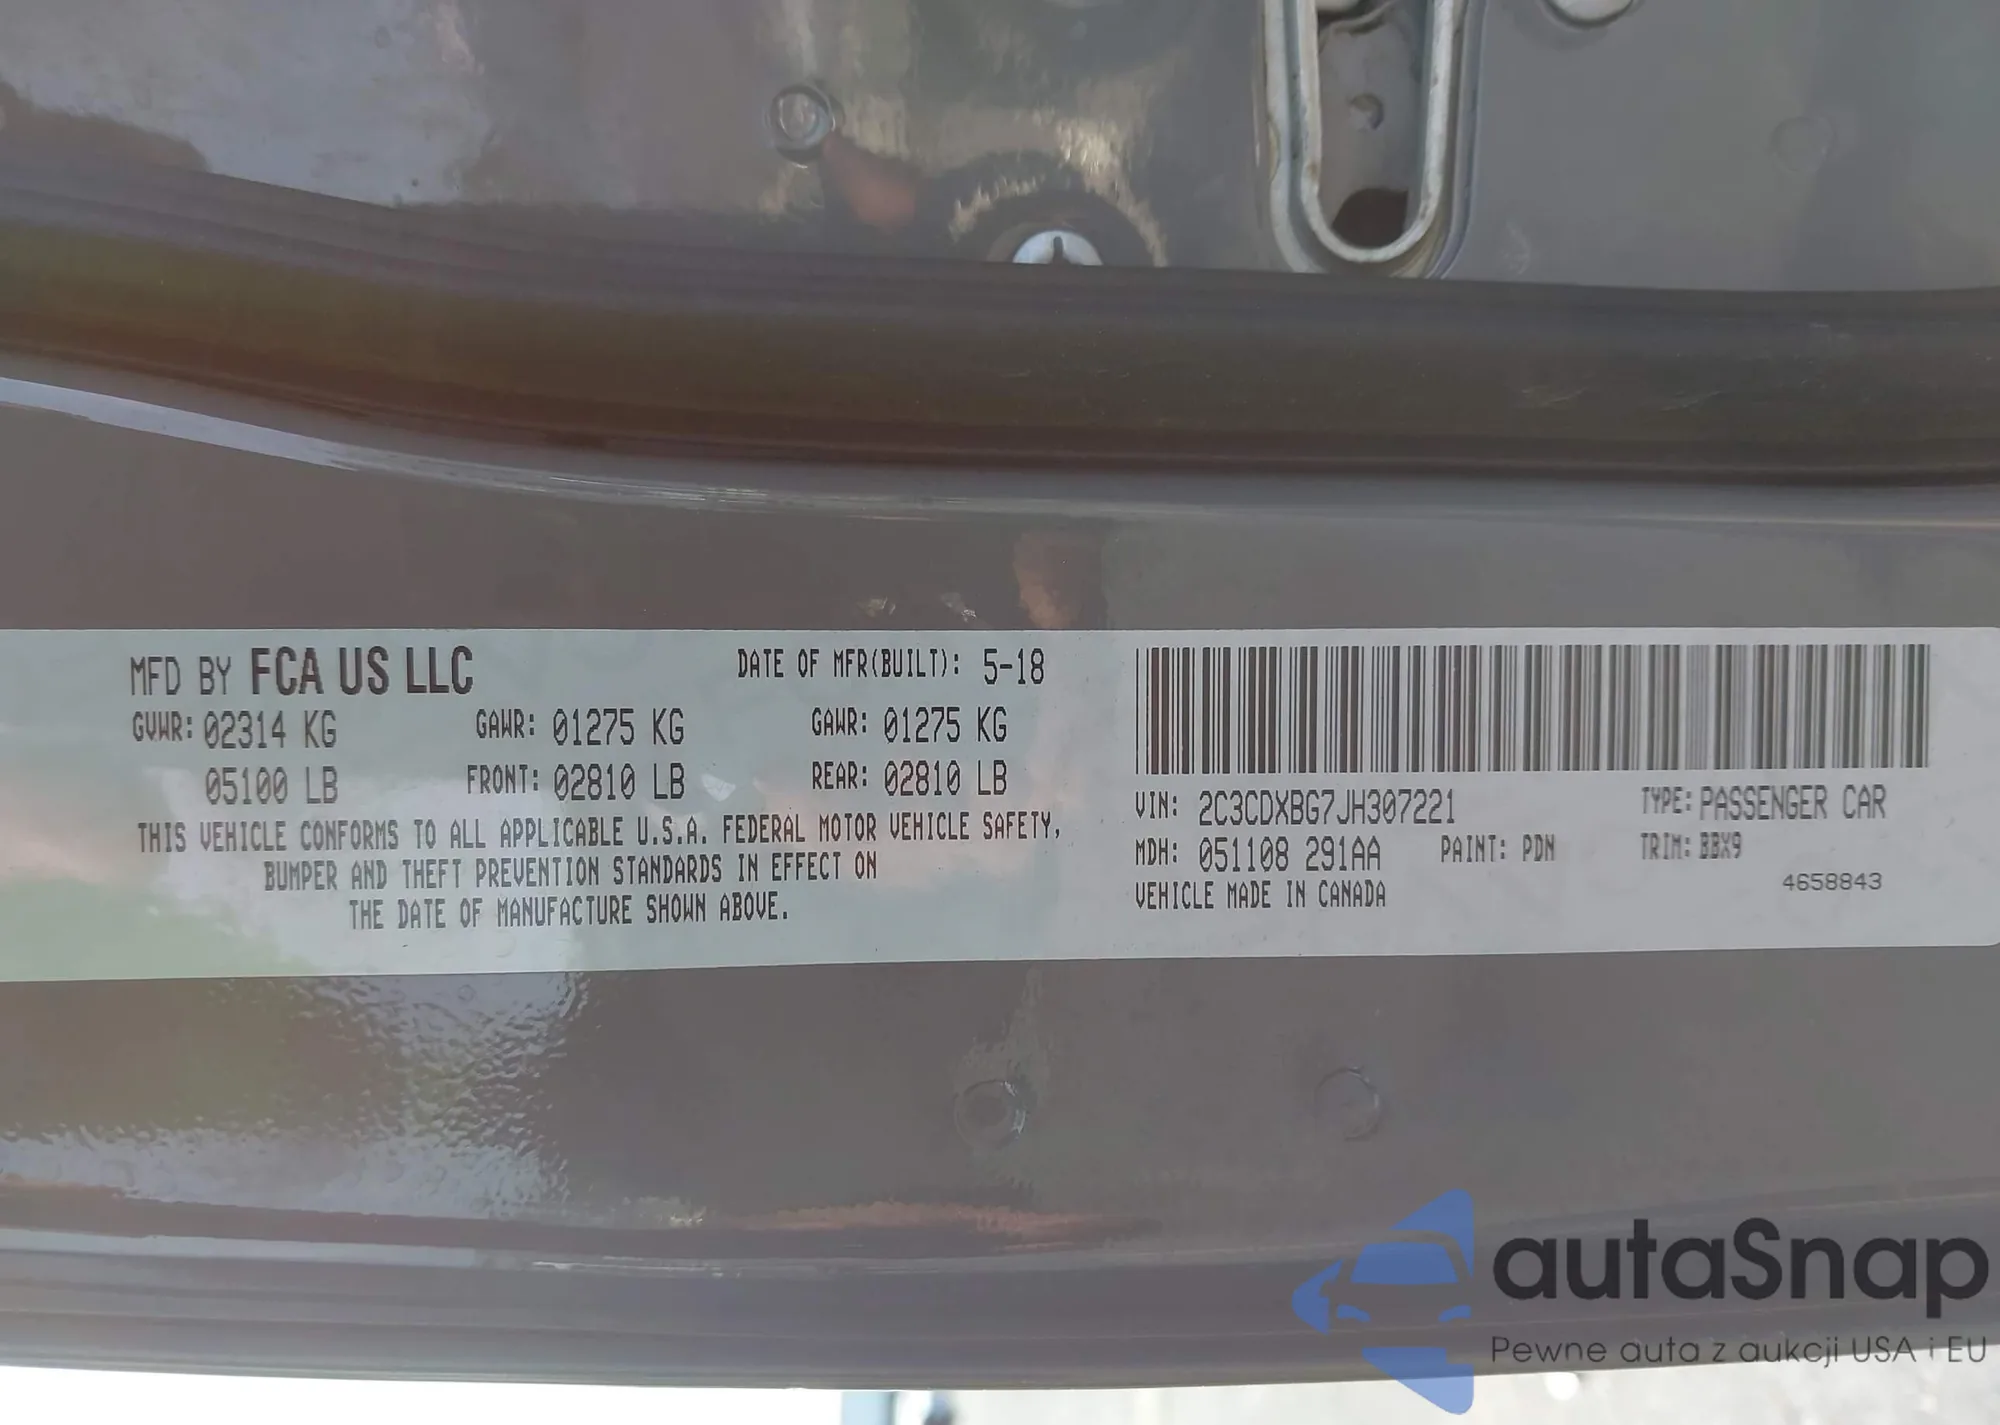 MFD BY FCA US LLC DATE OF MFR(BUILT): 5-18
GVWR: 02314 KG GAWR: 01275 KG GAWR: 01275 KG
05100 LB FRONT: 02810 LB REAR: 02810 LB
THIS VEHICLE CONFORMS TO ALL APPLICABLE U.S.A. FEDERAL MOTOR VEHICLE SAFETY,
BUMPER AND THEFT PREVENTION STANDARDS IN EFFECT ON
THE DATE OF MANUFACTURE SHOWN ABOVE.
VIN: 2C3CDXBG7JH307221 TYPE: PASSENGER CAR
MDH: 051108 291AA PAINT: PDN TRIM: BBX9
VEHICLE MADE IN CANADA 4658843
autaSnap
Pewne auta z aukcji USA i EU